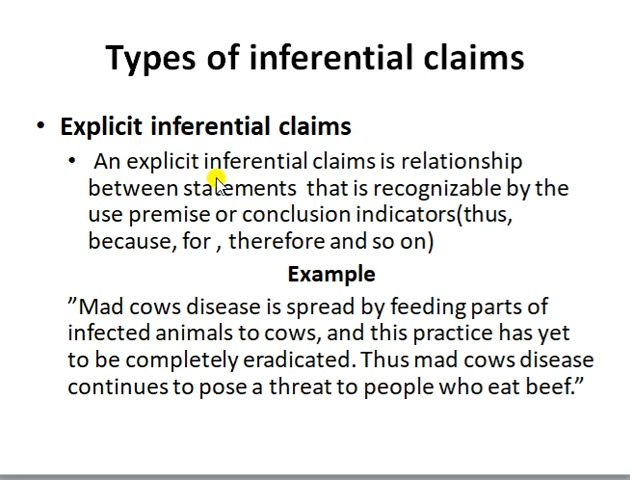 Types of inferential claims
• Explicit inferential claims
• An explicit inferential claims is relationship
between statements that is recognizable by the
use premise or conclusion indicators(thus,
because, for , therefore and so on)
Example
”Mad cows disease is spread by feeding parts of
infected animals to cows, and this practice has yet
to be completely eradicated. Thus mad cows disease
continues to pose a threat to people who eat beef.”